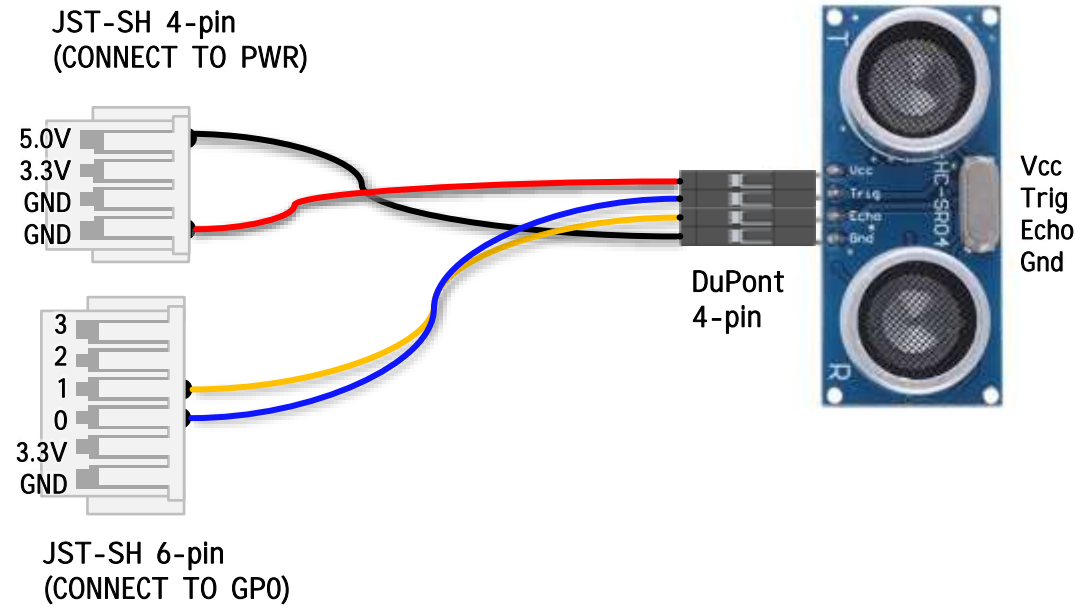 JST-SH 4-pin
(CONNECT TO PWR)
5.0V
3.3V
GND
GND
T
Vcc
Trig
Echo
Gnd
HC-SR04
R
Vcc
Trig
Echo
Gnd
DuPont
4-pin
3
2
1
0
3.3V
GND
JST-SH 6-pin
(CONNECT TO GP0)